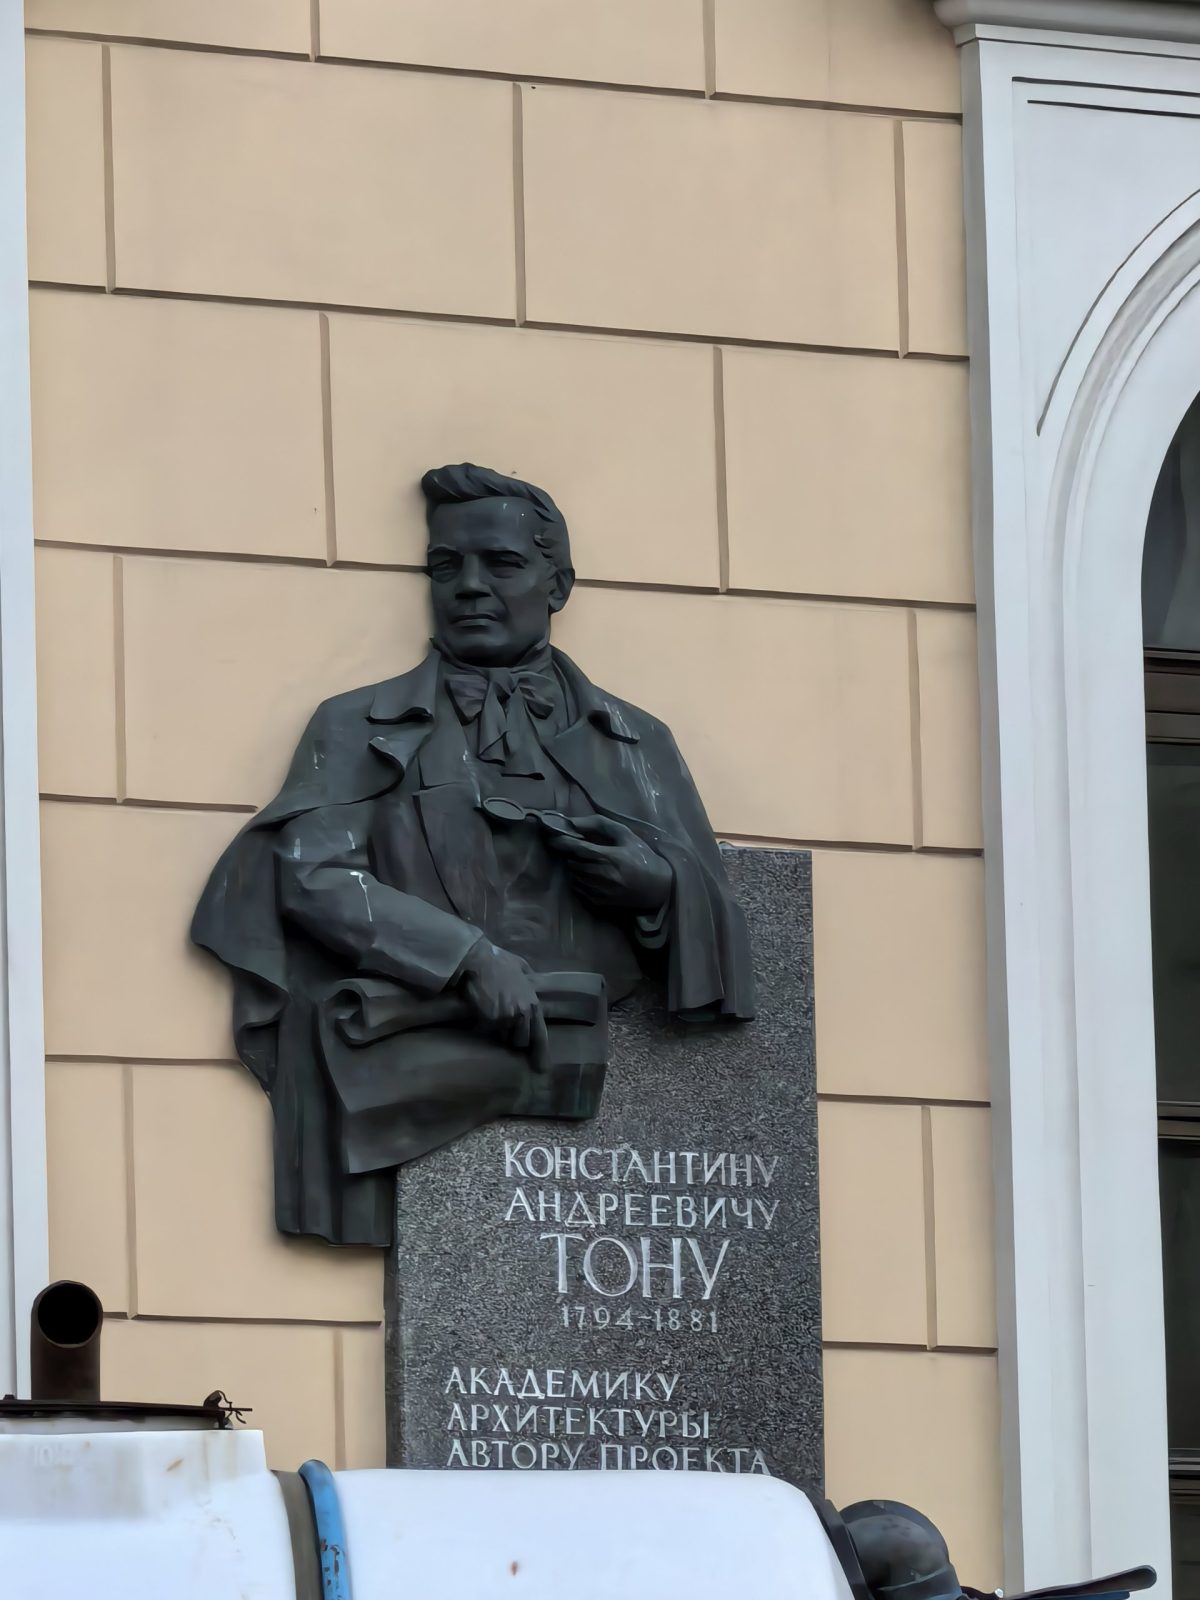 КОНСТАНТИНУ
АНДРЕЕВИЧУ
ТОНУ
1794-1881
АКАДЕМИКУ
АРХИТЕКТУРЫ
АВТОРУ ПРОЕКТА